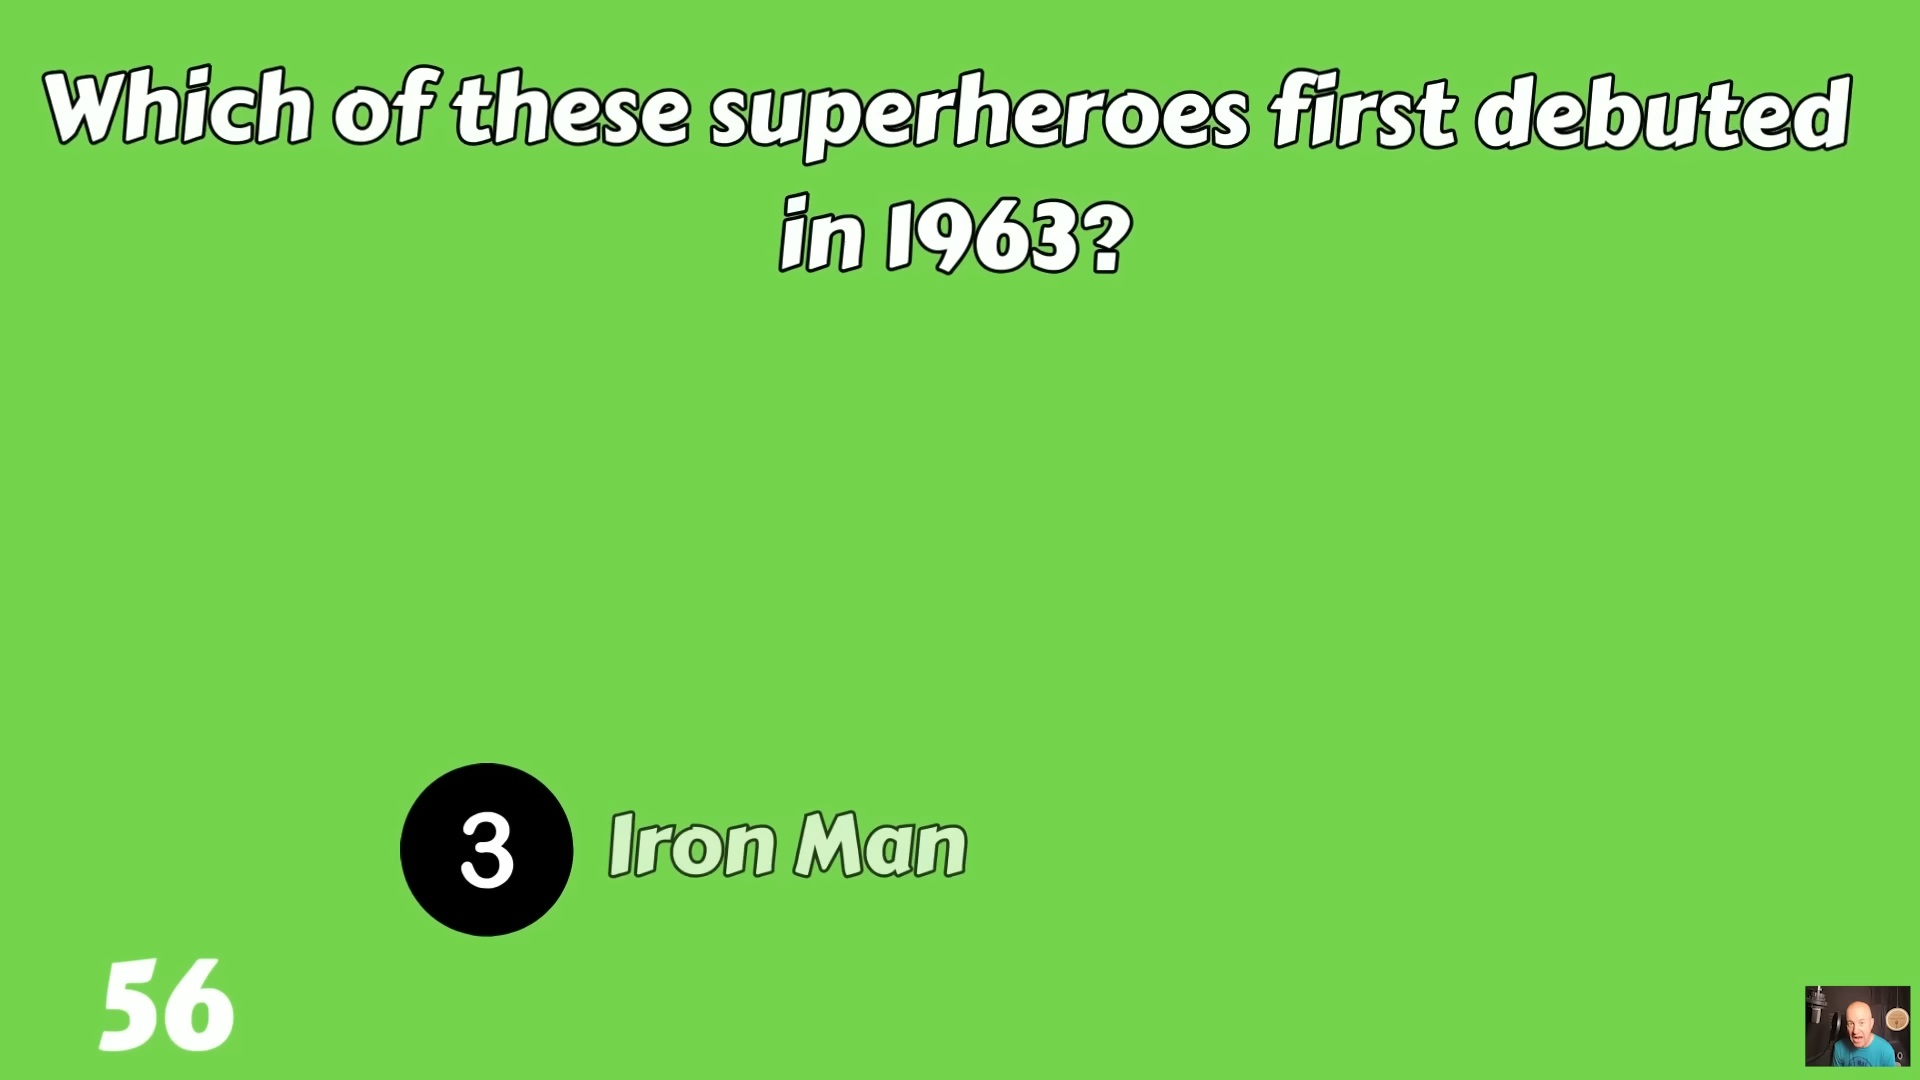 Which of these superheroes first debuted
in 1963?
3 Iron Man
56